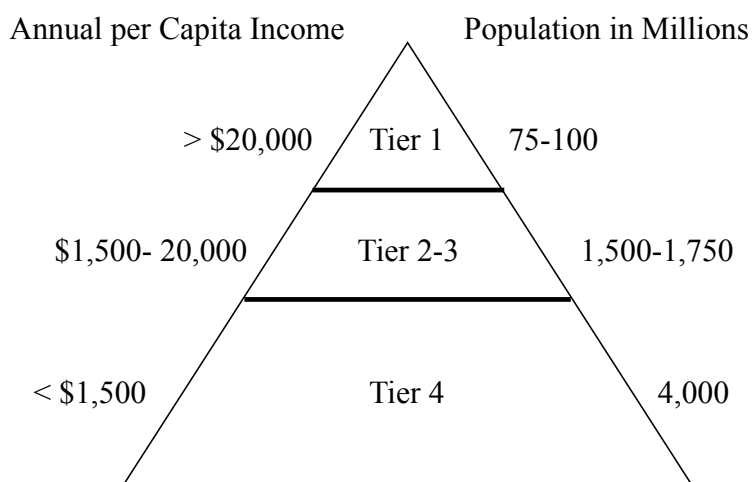 Annual per Capita Income Population in Millions
> $20,000 Tier 1 75-100
$1,500- 20,000 Tier 2-3 1,500-1,750
< $1,500 Tier 4 4,000